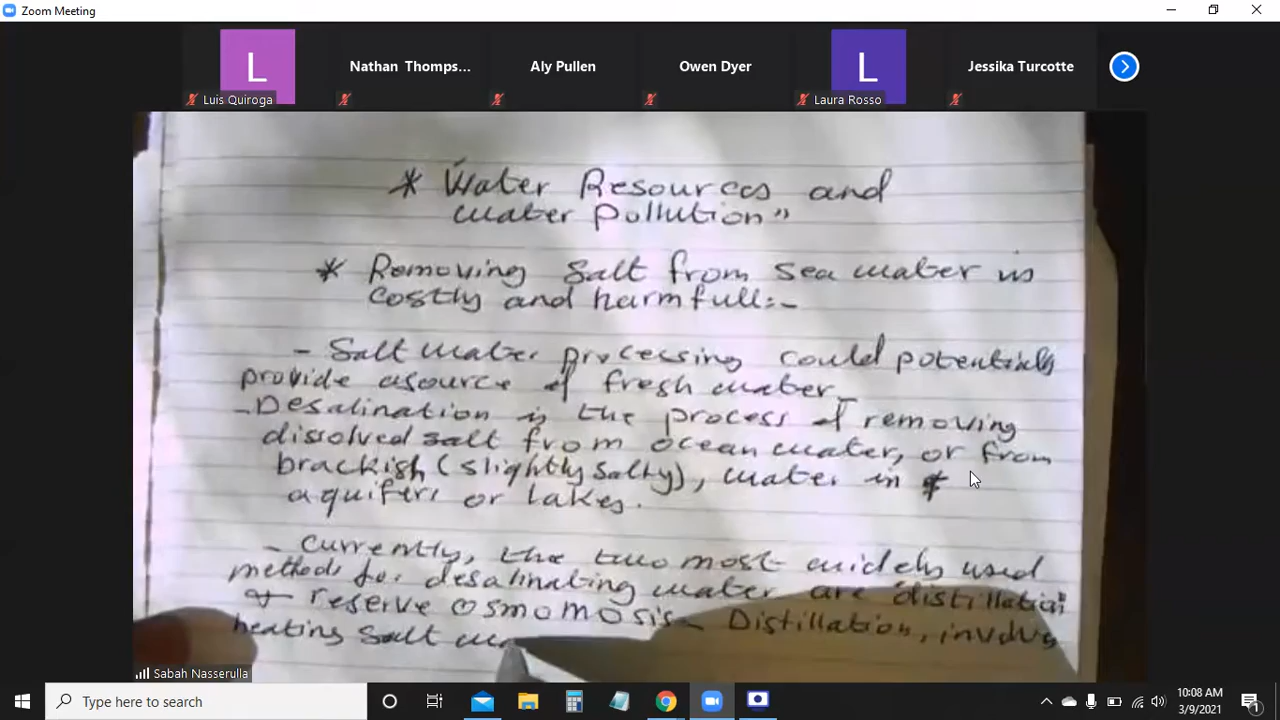 Zoom Meeting
L
Nathan Thomps...
Aly Pullen
Owen Dyer
L
Jessika Turcotte
Luis Quiroga
Laura Rosso
* "Water Resources and
water pollution"
* Removing Salt from sea water is
costly and harmfull:-
- Salt water processing could potentially
provide a source of fresh water
- Desalination is the process of removing
dissolved salt from ocean water, or from
brackish (slightly salty), water in
aquifers or lakes.
- Currently, the two most widely used
methods for desalinating water are distillation
& reserve osmomosis. Distillation, involves
heating salt wa
Sabah Nasserulla
Type here to search
10:08 AM
3/9/2021
1